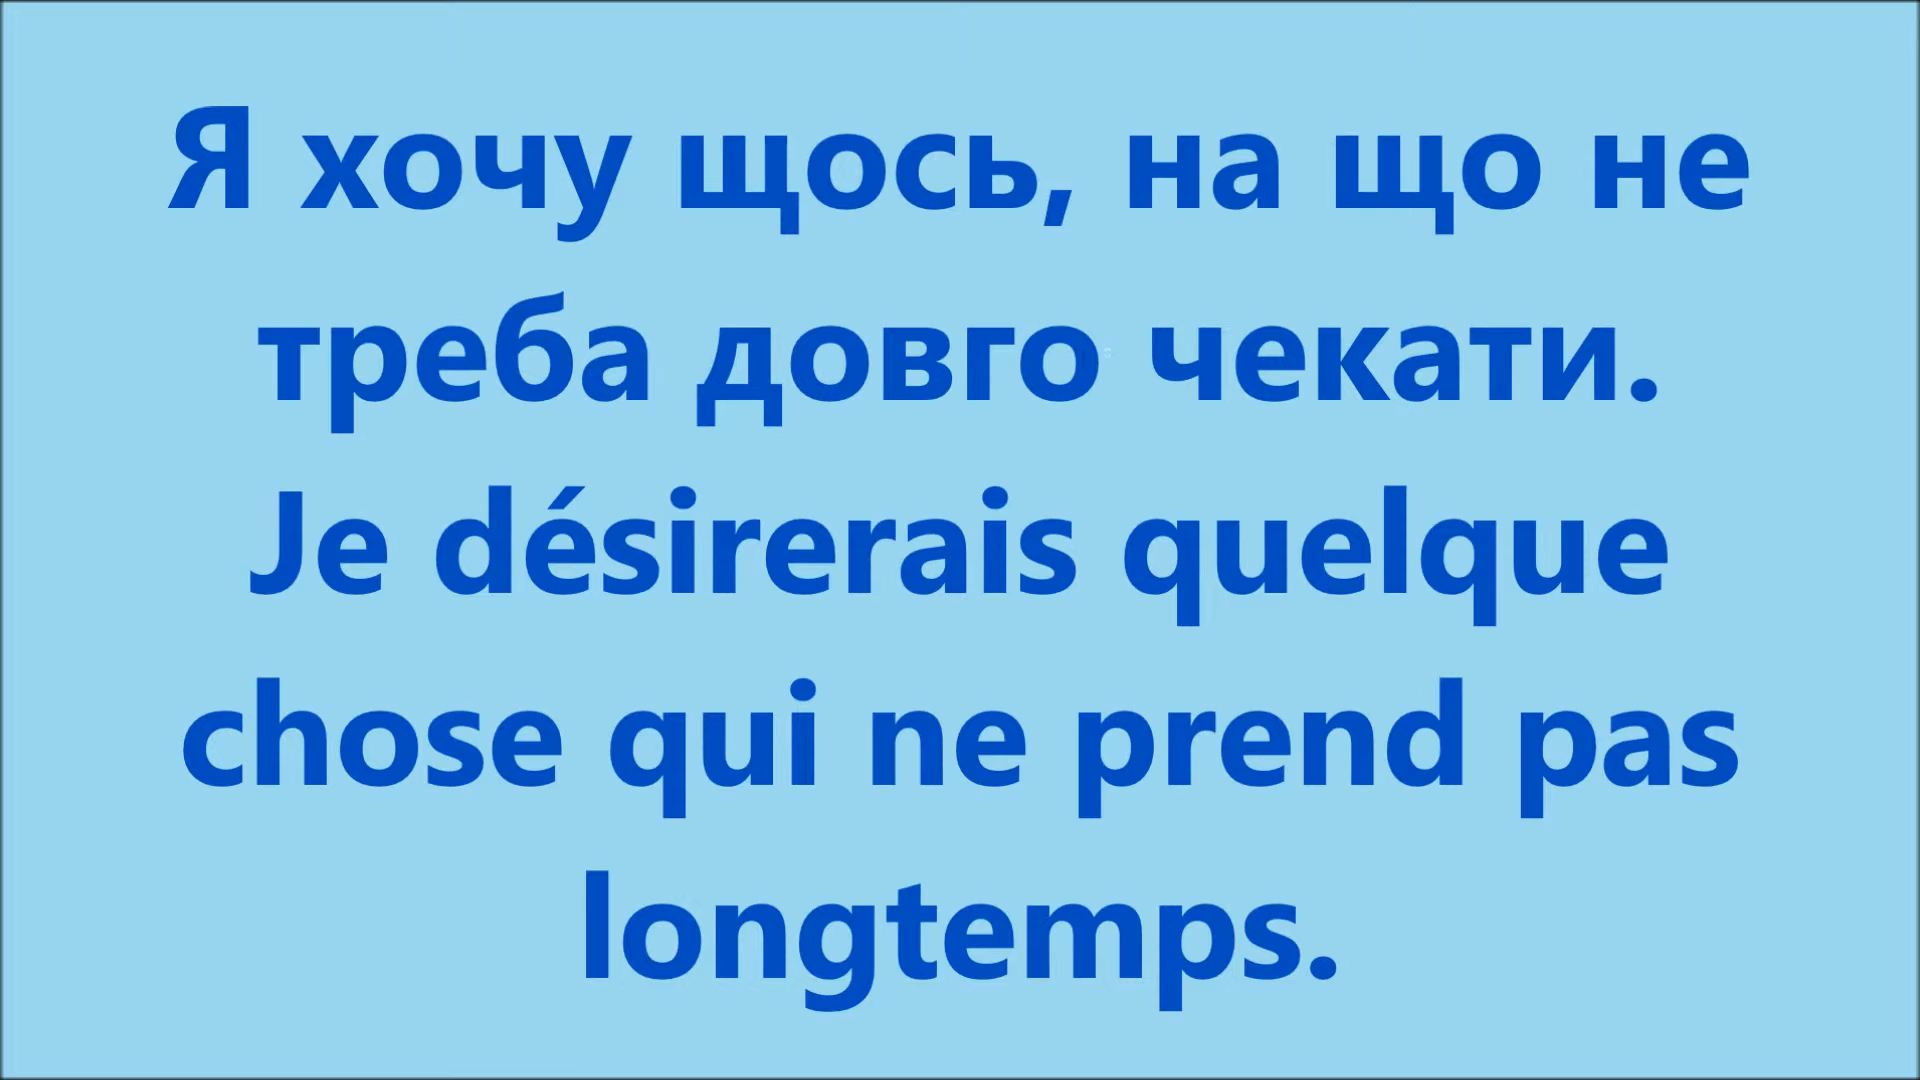 Я хочу щось, на що не
треба довго чекати.
Je désirerais quelque
chose qui ne prend pas
longtemps.